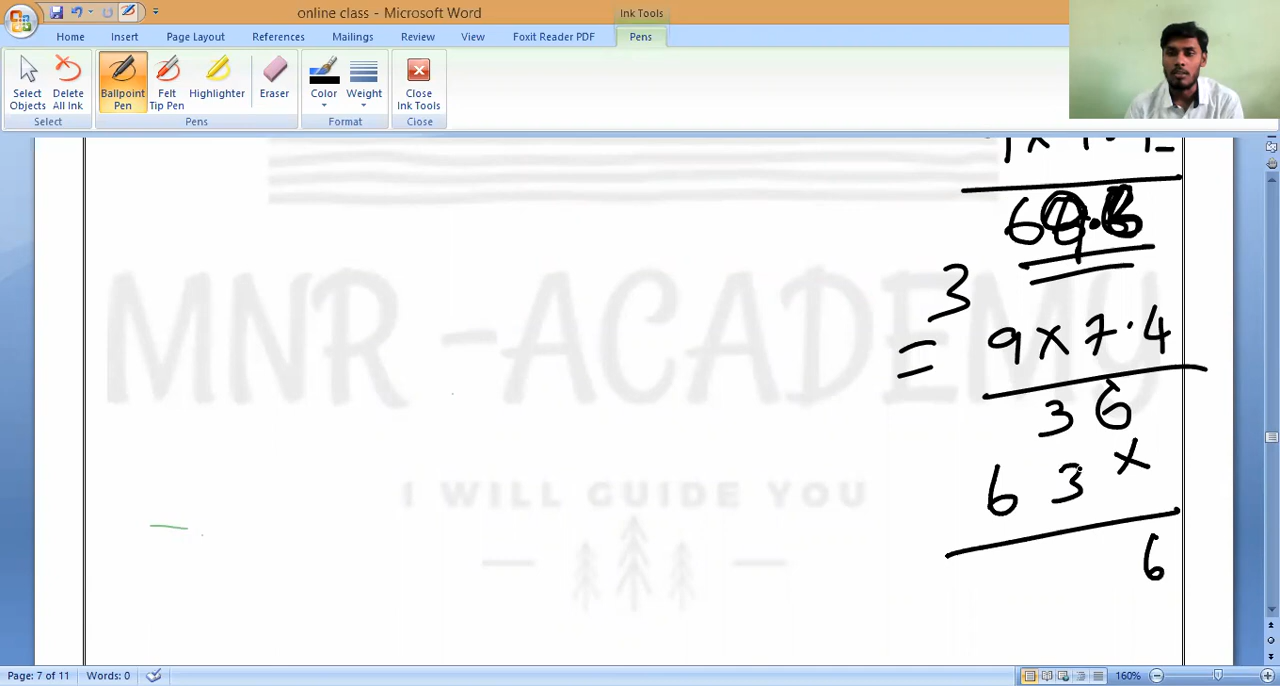 online class - Microsoft Word
Ink Tools
Home Insert Page Layout References Mailings Review View Foxit Reader PDF Pens
Select Objects Delete All Ink Ballpoint Pen Felt Tip Pen Highlighter Eraser Color Weight Close Ink Tools
Select Pens Format Close
3
= 9 x 7.4
3 6
6 3 x
6
MNR -ACADEMY
I WILL GUIDE YOU
Page: 7 of 11 Words: 0 160%